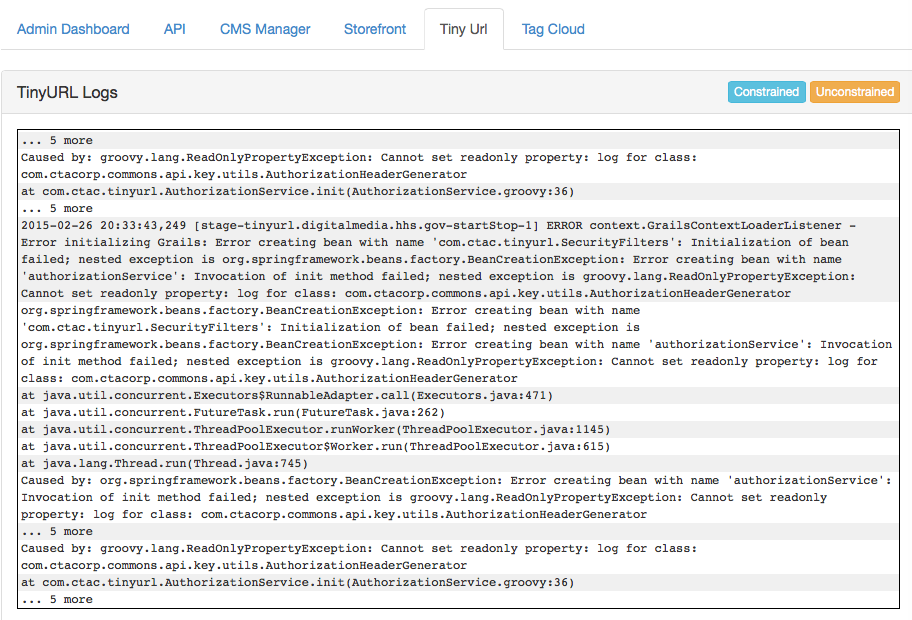 Admin Dashboard API CMS Manager Storefront Tiny Url Tag Cloud
TinyURL Logs Constrained Unconstrained
... 5 more
Caused by: groovy.lang.ReadOnlyPropertyException: Cannot set readonly property: log for class:
com.ctacorp.commons.api.key.utils.AuthorizationHeaderGenerator
at com.ctac.tinyurl.AuthorizationService.init(AuthorizationService.groovy:36)
... 5 more
2015-02-26 20:33:43,249 [stage-tinyurl.digitalmedia.hhs.gov-startStop-1] ERROR context.GrailsContextLoaderListener -
Error initializing Grails: Error creating bean with name 'com.ctac.tinyurl.SecurityFilters': Initialization of bean
failed; nested exception is org.springframework.beans.factory.BeanCreationException: Error creating bean with name
'authorizationService': Invocation of init method failed; nested exception is groovy.lang.ReadOnlyPropertyException:
Cannot set readonly property: log for class: com.ctacorp.commons.api.key.utils.AuthorizationHeaderGenerator
org.springframework.beans.factory.BeanCreationException: Error creating bean with name
'com.ctac.tinyurl.SecurityFilters': Initialization of bean failed; nested exception is
org.springframework.beans.factory.BeanCreationException: Error creating bean with name 'authorizationService': Invocation
of init method failed; nested exception is groovy.lang.ReadOnlyPropertyException: Cannot set readonly property: log for
class: com.ctacorp.commons.api.key.utils.AuthorizationHeaderGenerator
at java.util.concurrent.Executors$RunnableAdapter.call(Executors.java:471)
at java.util.concurrent.FutureTask.run(FutureTask.java:262)
at java.util.concurrent.ThreadPoolExecutor.runWorker(ThreadPoolExecutor.java:1145)
at java.util.concurrent.ThreadPoolExecutor$Worker.run(ThreadPoolExecutor.java:615)
at java.lang.Thread.run(Thread.java:745)
Caused by: org.springframework.beans.factory.BeanCreationException: Error creating bean with name 'authorizationService':
Invocation of init method failed; nested exception is groovy.lang.ReadOnlyPropertyException: Cannot set readonly
property: log for class: com.ctacorp.commons.api.key.utils.AuthorizationHeaderGenerator
... 5 more
Caused by: groovy.lang.ReadOnlyPropertyException: Cannot set readonly property: log for class:
com.ctacorp.commons.api.key.utils.AuthorizationHeaderGenerator
at com.ctac.tinyurl.AuthorizationService.init(AuthorizationService.groovy:36)
... 5 more